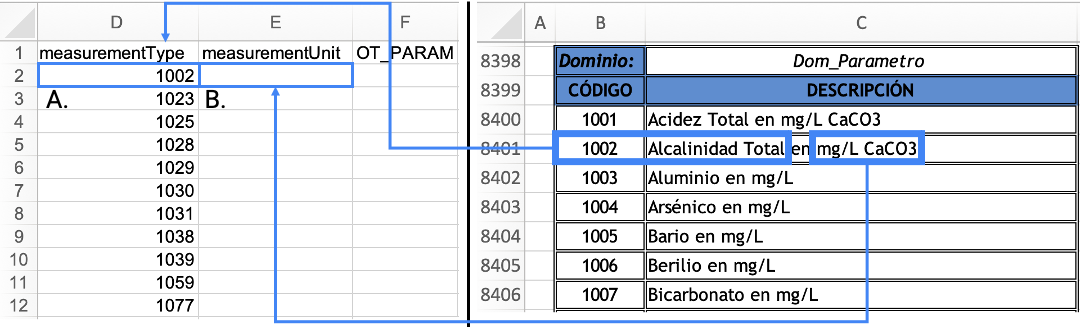 D E F
1 measurementType measurementUnit OT_PARAM
2 1002
3 A. 1023 B.
4 1025
5 1028
6 1029
7 1030
8 1031
9 1038
10 1039
11 1059
12 1077
A B C
8398 Dominio: Dom_Parametro
8399 CÓDIGO DESCRIPCIÓN
8400 1001 Acidez Total en mg/L CaCO3
8401 1002 Alcalinidad Total en mg/L CaCO3
8402 1003 Aluminio en mg/L
8403 1004 Arsénico en mg/L
8404 1005 Bario en mg/L
8405 1006 Berilio en mg/L
8406 1007 Bicarbonato en mg/L